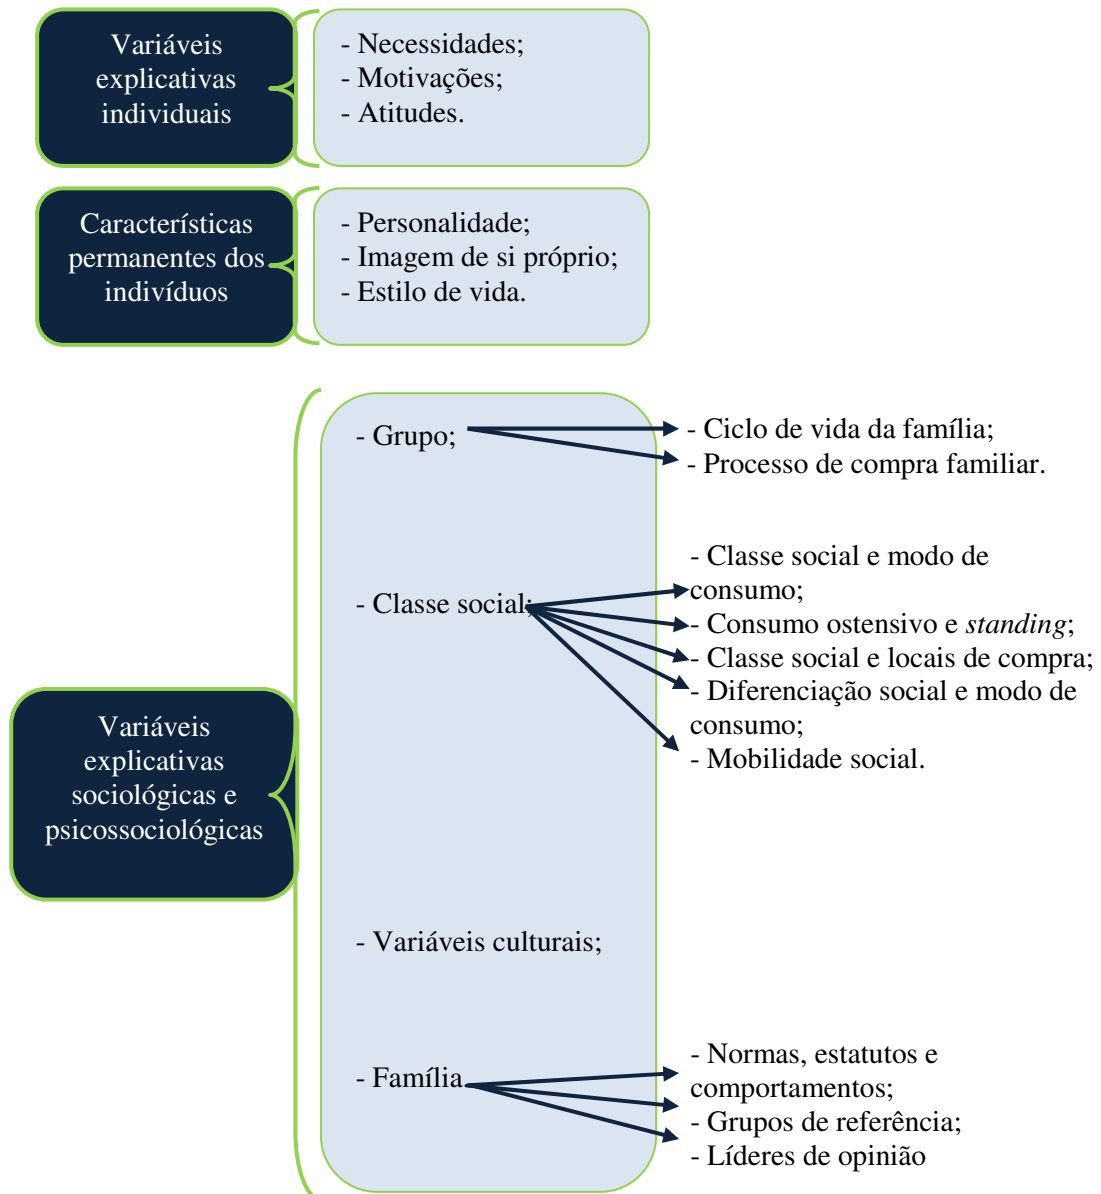 Variáveis
explicativas
individuais
- Necessidades;
- Motivações;
- Atitudes.
Características
permanentes dos
indivíduos
- Personalidade;
- Imagem de si próprio;
- Estilo de vida.
Variáveis
explicativas
sociológicas e
psicossociológicas
- Grupo;
- Ciclo de vida da família;
- Processo de compra familiar.
- Classe social;
- Classe social e modo de
consumo;
- Consumo ostensivo e standing;
- Classe social e locais de compra;
- Diferenciação social e modo de
consumo;
- Mobilidade social.
- Variáveis culturais;
- Família.
- Normas, estatutos e
comportamentos;
- Grupos de referência;
- Líderes de opinião